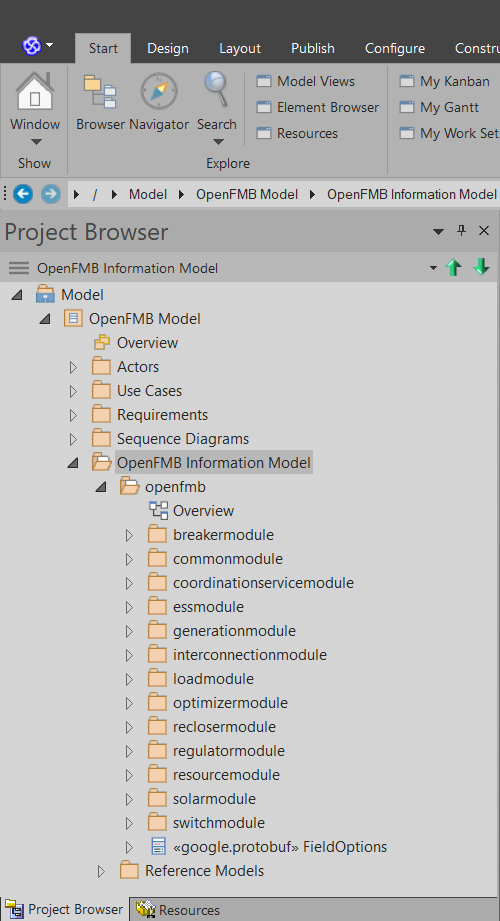 Start Design Layout Publish Configure Constru
Window Browser Navigator Search Model Views My Kanban
Element Browser My Gantt
Resources My Work Set
Show Explore
/ Model OpenFMB Model OpenFMB Information Model
Project Browser
OpenFMB Information Model
Model
OpenFMB Model
Overview
Actors
Use Cases
Requirements
Sequence Diagrams
OpenFMB Information Model
openfmb
Overview
breakermodule
commonmodule
coordinationservicemodule
essmodule
generationmodule
interconnectionmodule
loadmodule
optimizermodule
reclosermodule
regulatormodule
resourcemodule
solarmodule
switchmodule
«google.protobuf» FieldOptions
Reference Models
Project Browser Resources